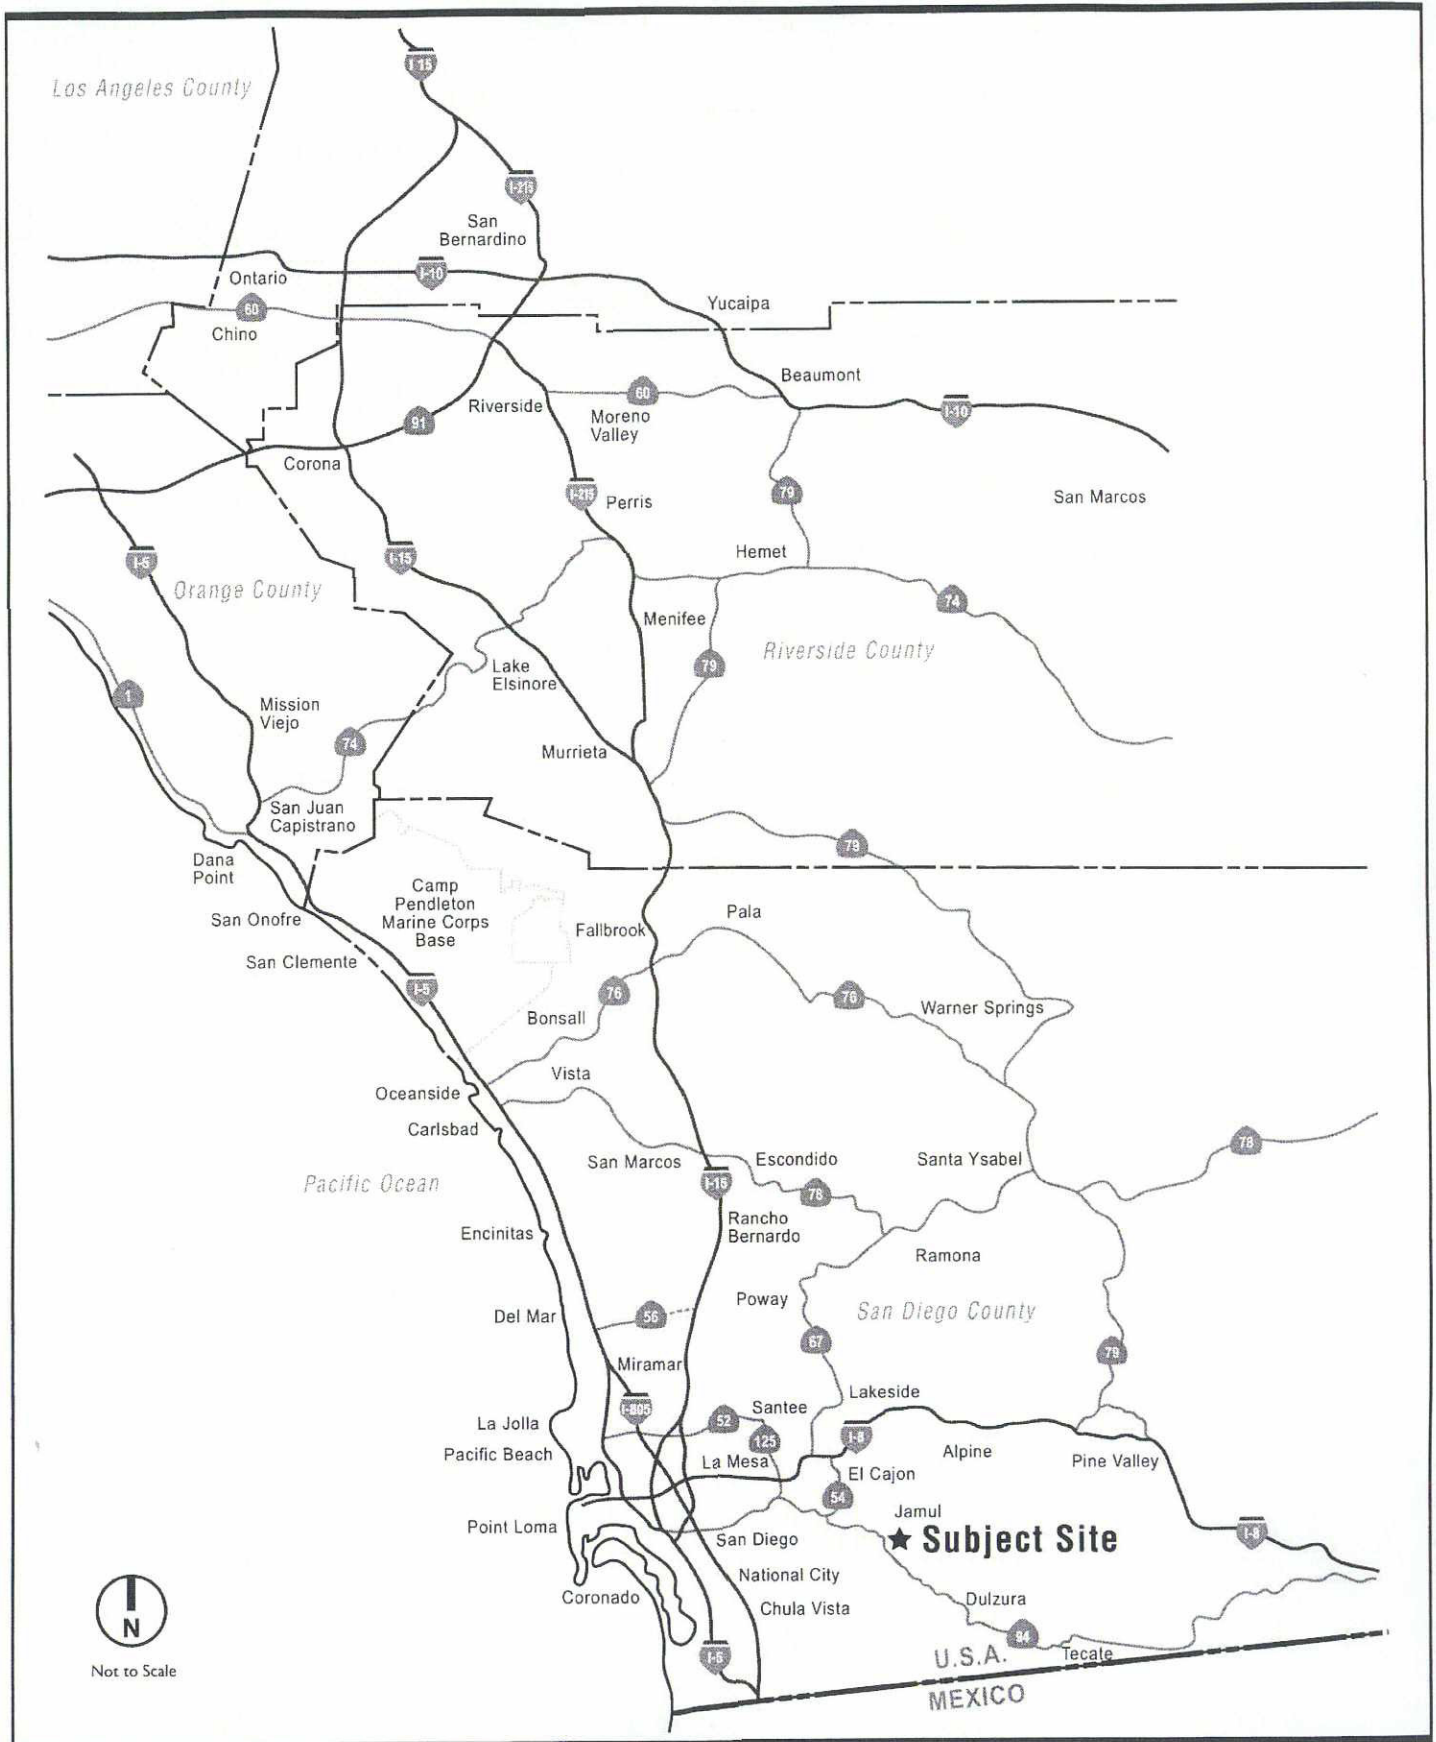 I-15
Los Angeles County
I-215
San
Bernardino
I-10
Ontario
Yucaipa
60
Chino
Beaumont
60
I-10
Riverside
Moreno
Valley
91
Corona
I-215
Perris
79
San Marcos
I-5
I-15
Hemet
Orange County
74
Menifee
Riverside County
79
Lake
Elsinore
1
Mission
Viejo
74
Murrieta
San Juan
Capistrano
79
Dana
Point
Camp
Pendleton
Marine Corps
Base
San Onofre
Fallbrook
Pala
San Clemente
I-5
76
76
Warner Springs
Bonsall
Vista
Oceanside
Carlsbad
78
San Marcos
Escondido
Santa Ysabel
Pacific Ocean
I-15
78
Rancho
Bernardo
Encinitas
Ramona
Poway
San Diego County
Del Mar
56
67
79
Miramar
Lakeside
I-805
Santee
La Jolla
52
125
I-8
Pacific Beach
La Mesa
Alpine
Pine Valley
El Cajon
54
Jamul
Point Loma
San Diego
Subject Site
I-8
National City
Coronado
Chula Vista
Dulzura
94
N
Not to Scale
I-5
U.S.A.
Tecate
MEXICO